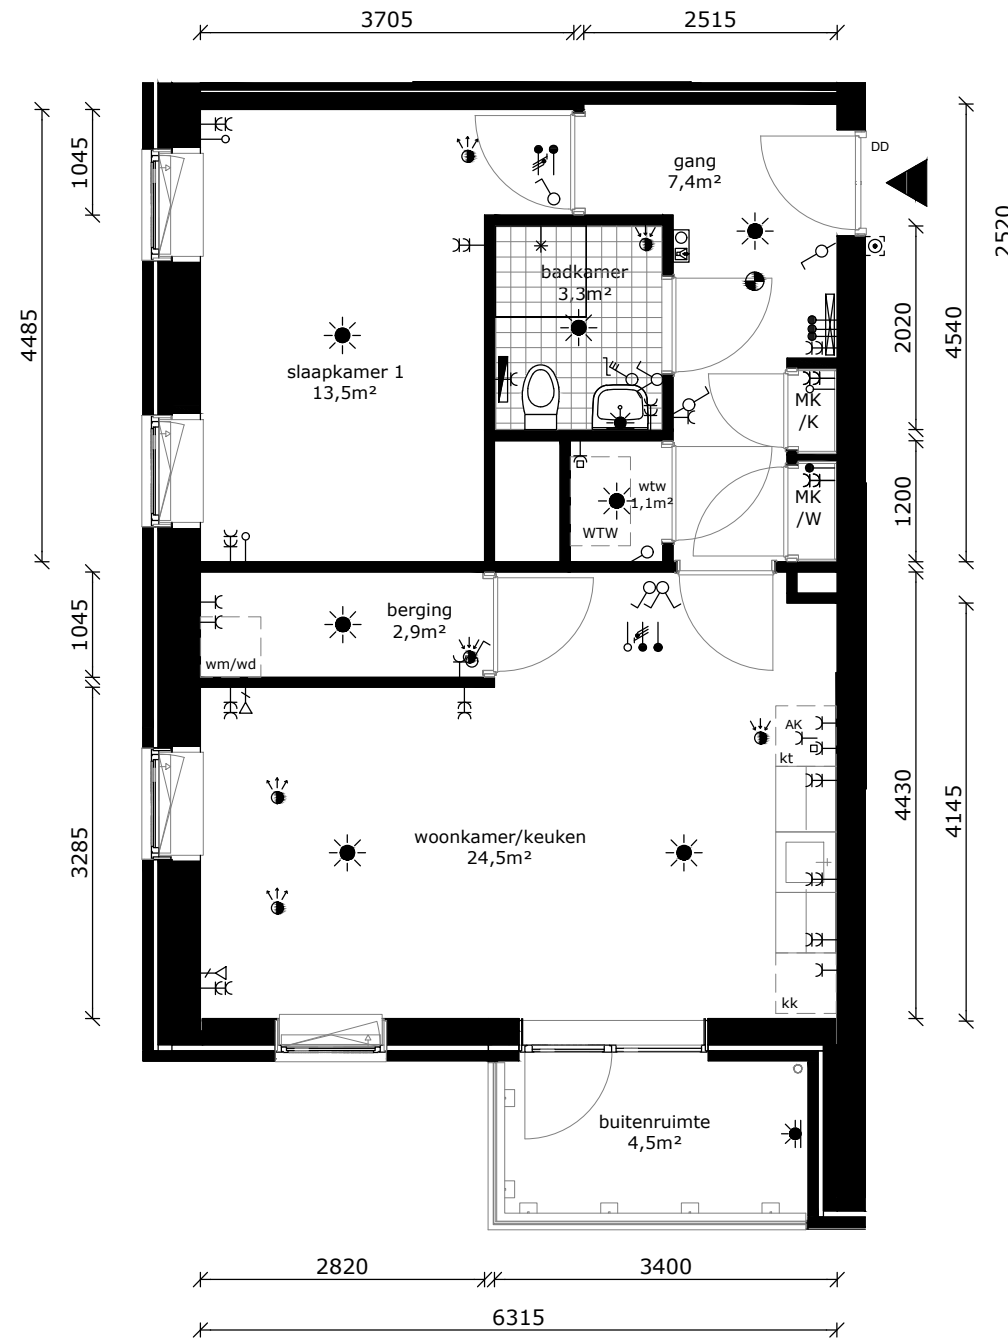 3705
2515
1045
4485
gang
7,4m²
DD
2520
badkamer
3,3m²
2020
4540
slaapkamer 1
13,5m²
MK
/K
wtw
1,1m²
WTW
MK
/W
1200
berging
2,9m²
wm/wd
1045
AK
kt
woonkamer/keuken
24,5m²
3285
4430
4145
kk
buitenruimte
4,5m²
2820
3400
6315